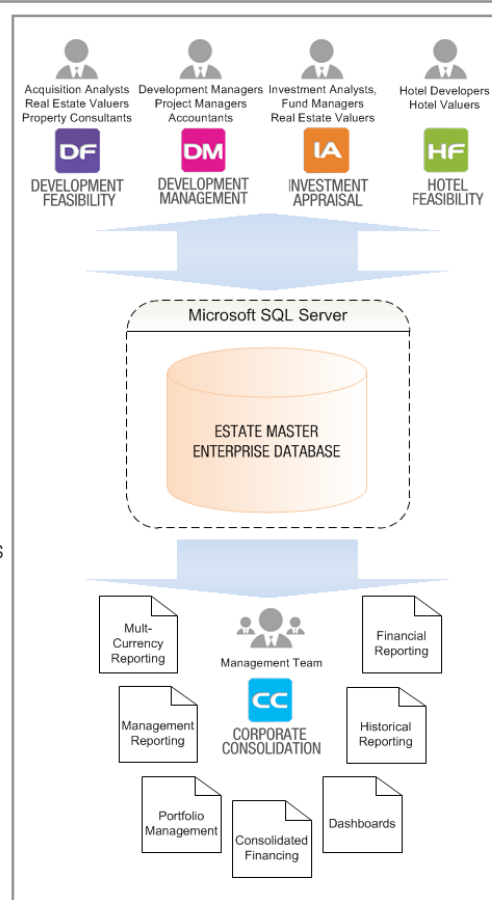 Acquisition Analysts
Real Estate Valuers
Property Consultants
DF
DEVELOPMENT
FEASIBILITY
Development Managers
Project Managers
Accountants
DM
DEVELOPMENT
MANAGEMENT
Investment Analysts,
Fund Managers
Real Estate Valuers
IA
INVESTMENT
APPRAISAL
Hotel Developers
Hotel Valuers
HF
HOTEL
FEASIBILITY
Microsoft SQL Server
ESTATE MASTER
ENTERPRISE DATABASE
s
Mult-
Currency
Reporting
Management Team
CC
CORPORATE
CONSOLIDATION
Financial
Reporting
Management
Reporting
Historical
Reporting
Portfolio
Management
Consolidated
Financing
Dashboards